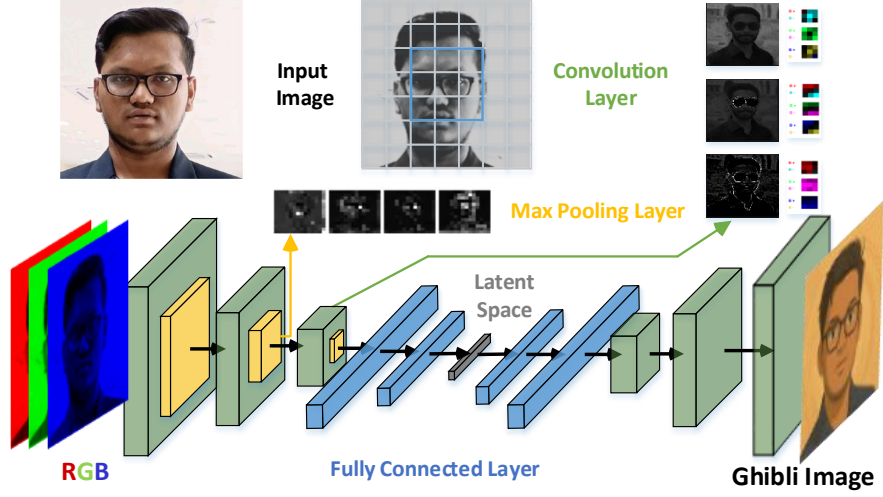 Input
Image
Convolution
Layer
Max Pooling Layer
Latent
Space
RGB
Fully Connected Layer
Ghibli Image